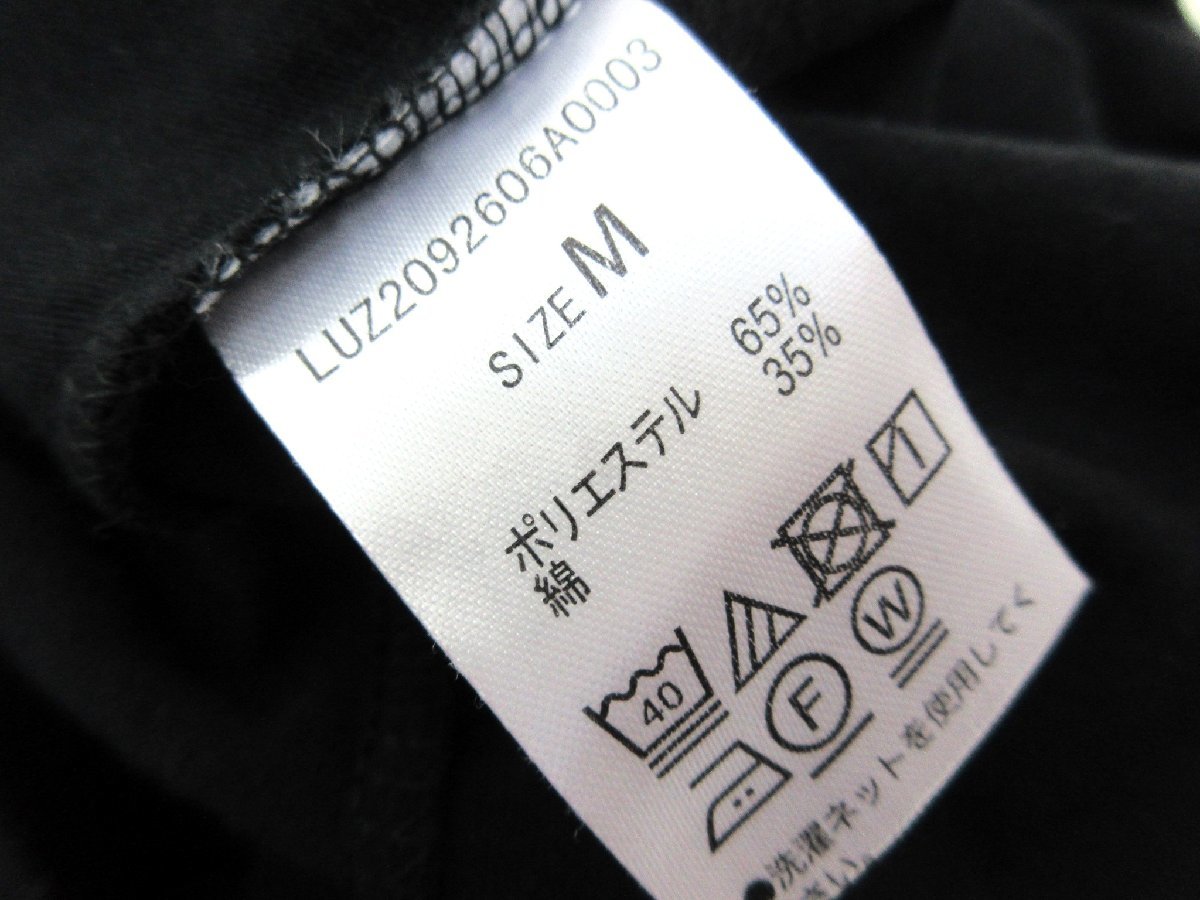 LUZ2092606A0003
SIZE M
ポリエステル 65%
綿 35%
40
F
W
●洗濯ネットを使用してく
さい。